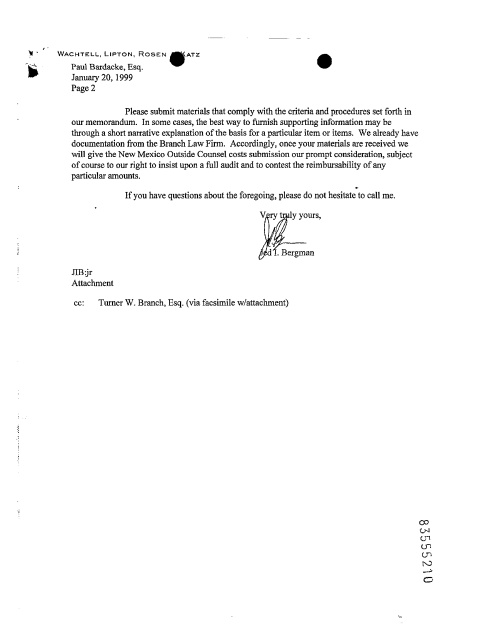 WACHTELL, LIPTON, ROSEN ATZ
Paul Bardacke, Esq.
January 20, 1999
Page 2
Please submit materials that comply with the criteria and procedures set forth in
our memorandum. In some cases, the best way to furnish supporting information may be
through a short narrative explanation of the basis for a particular item or items. We already have
documentation from the Branch Law Firm. Accordingly, once your materials are received we
will give the New Mexico Outside Counsel costs submission our prompt consideration, subject
of course to our right to insist upon a full audit and to contest the reimbursability of any
particular amounts.
If you have questions about the foregoing, please do not hesitate to call me.
Very truly yours,
Jed I. Bergman
JIB:jr
Attachment
cc: Turner W. Branch, Esq. (via facsimile w/attachment)
83555210